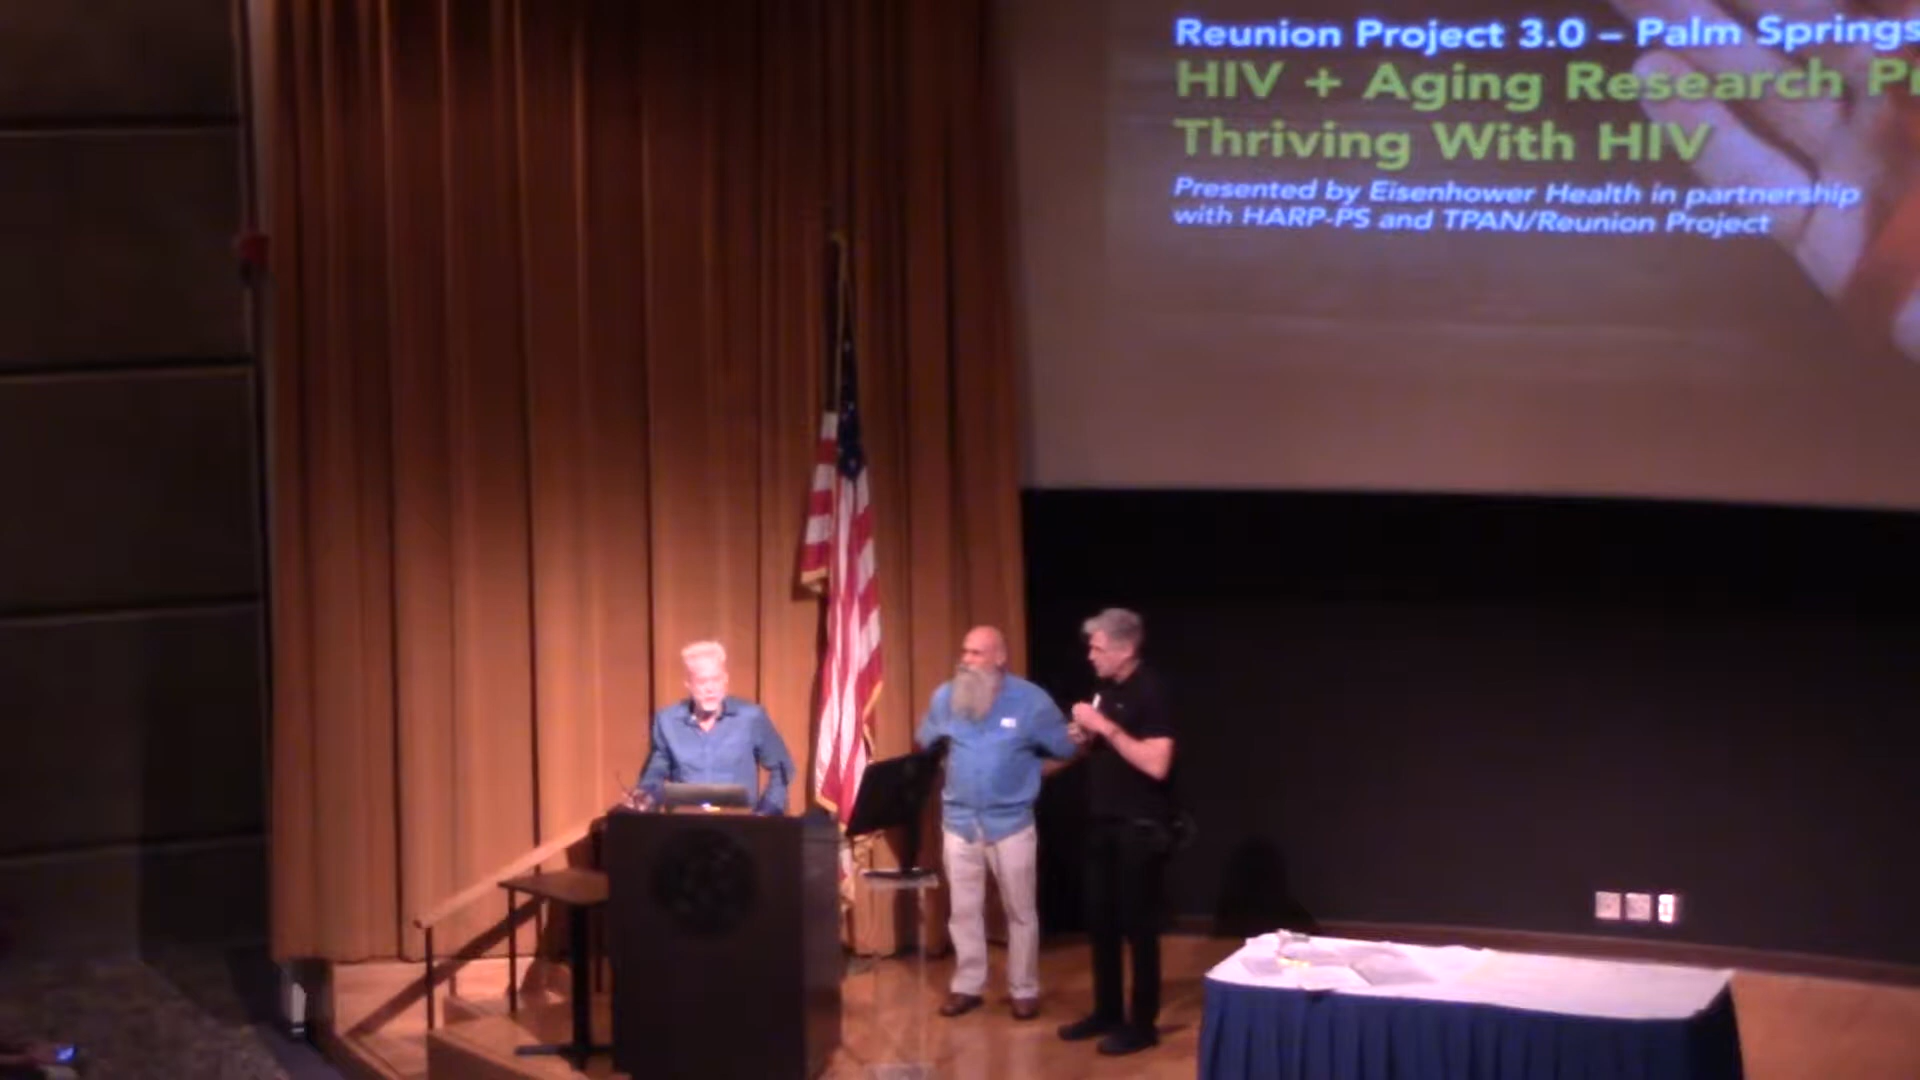 Reunion Project 3.0 – Palm Springs
HIV + Aging Research Pr
Thriving With HIV
Presented by Eisenhower Health in partnership
with HARP-PS and TPAN/Reunion Project